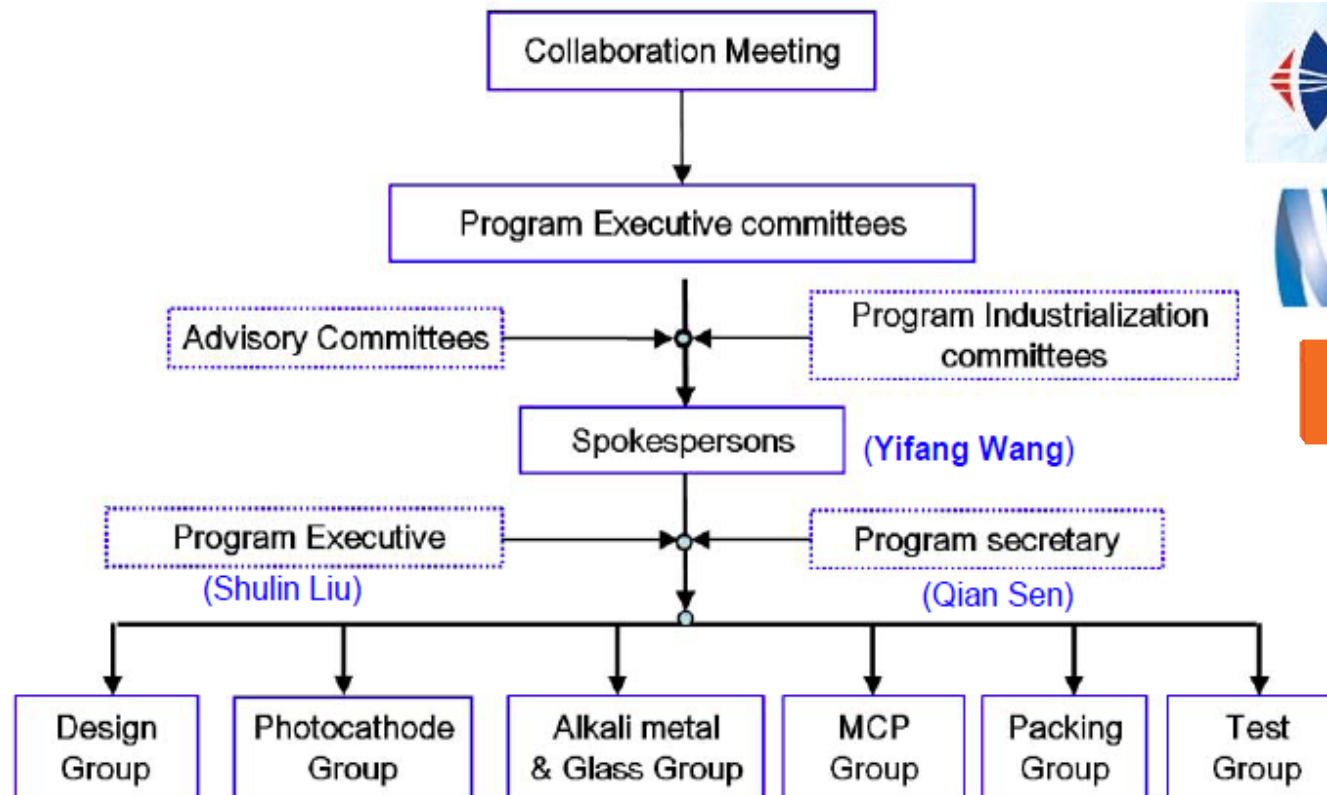 Collaboration Meeting
Program Executive committees
Advisory Committees
Program Industrialization
committees
Spokespersons
(Yifang Wang)
Program Executive
(Shulin Liu)
Program secretary
(Qian Sen)
Design
Group
Photocathode
Group
Alkali metal
& Glass Group
MCP
Group
Packing
Group
Test
Group